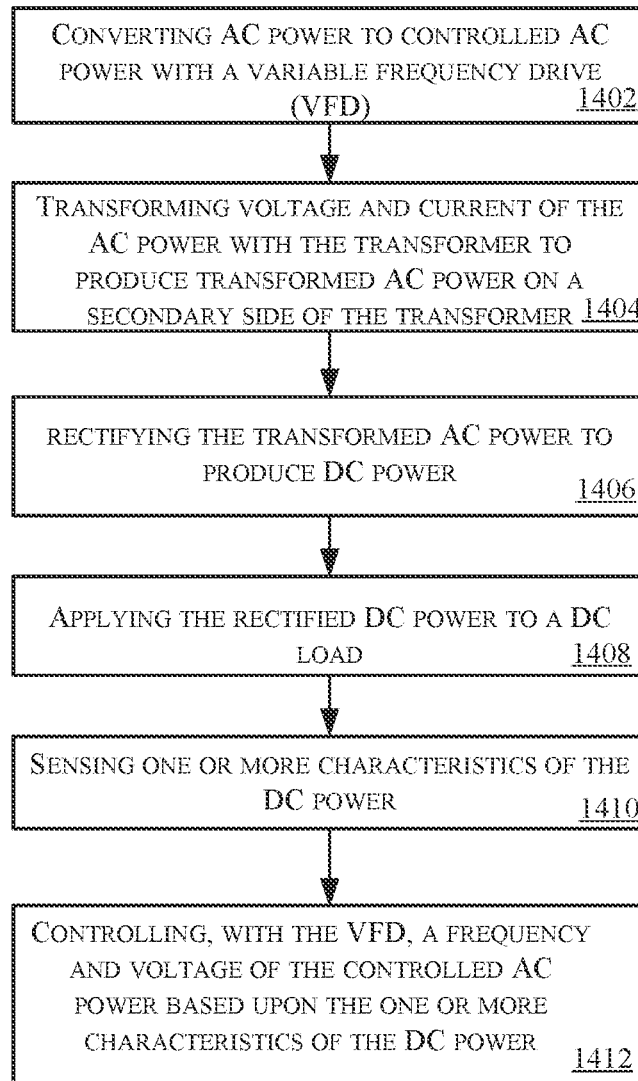 CONVERTING AC POWER TO CONTROLLED AC
POWER WITH A VARIABLE FREQUENCY DRIVE
(VFD) 1402
TRANSFORMING VOLTAGE AND CURRENT OF THE
AC POWER WITH THE TRANSFORMER TO
PRODUCE TRANSFORMED AC POWER ON A
SECONDARY SIDE OF THE TRANSFORMER 1404
RECTIFYING THE TRANSFORMED AC POWER TO
PRODUCE DC POWER 1406
APPLYING THE RECTIFIED DC POWER TO A DC
LOAD 1408
SENSING ONE OR MORE CHARACTERISTICS OF THE
DC POWER 1410
CONTROLLING, WITH THE VFD, A FREQUENCY
AND VOLTAGE OF THE CONTROLLED AC
POWER BASED UPON THE ONE OR MORE
CHARACTERISTICS OF THE DC POWER 1412